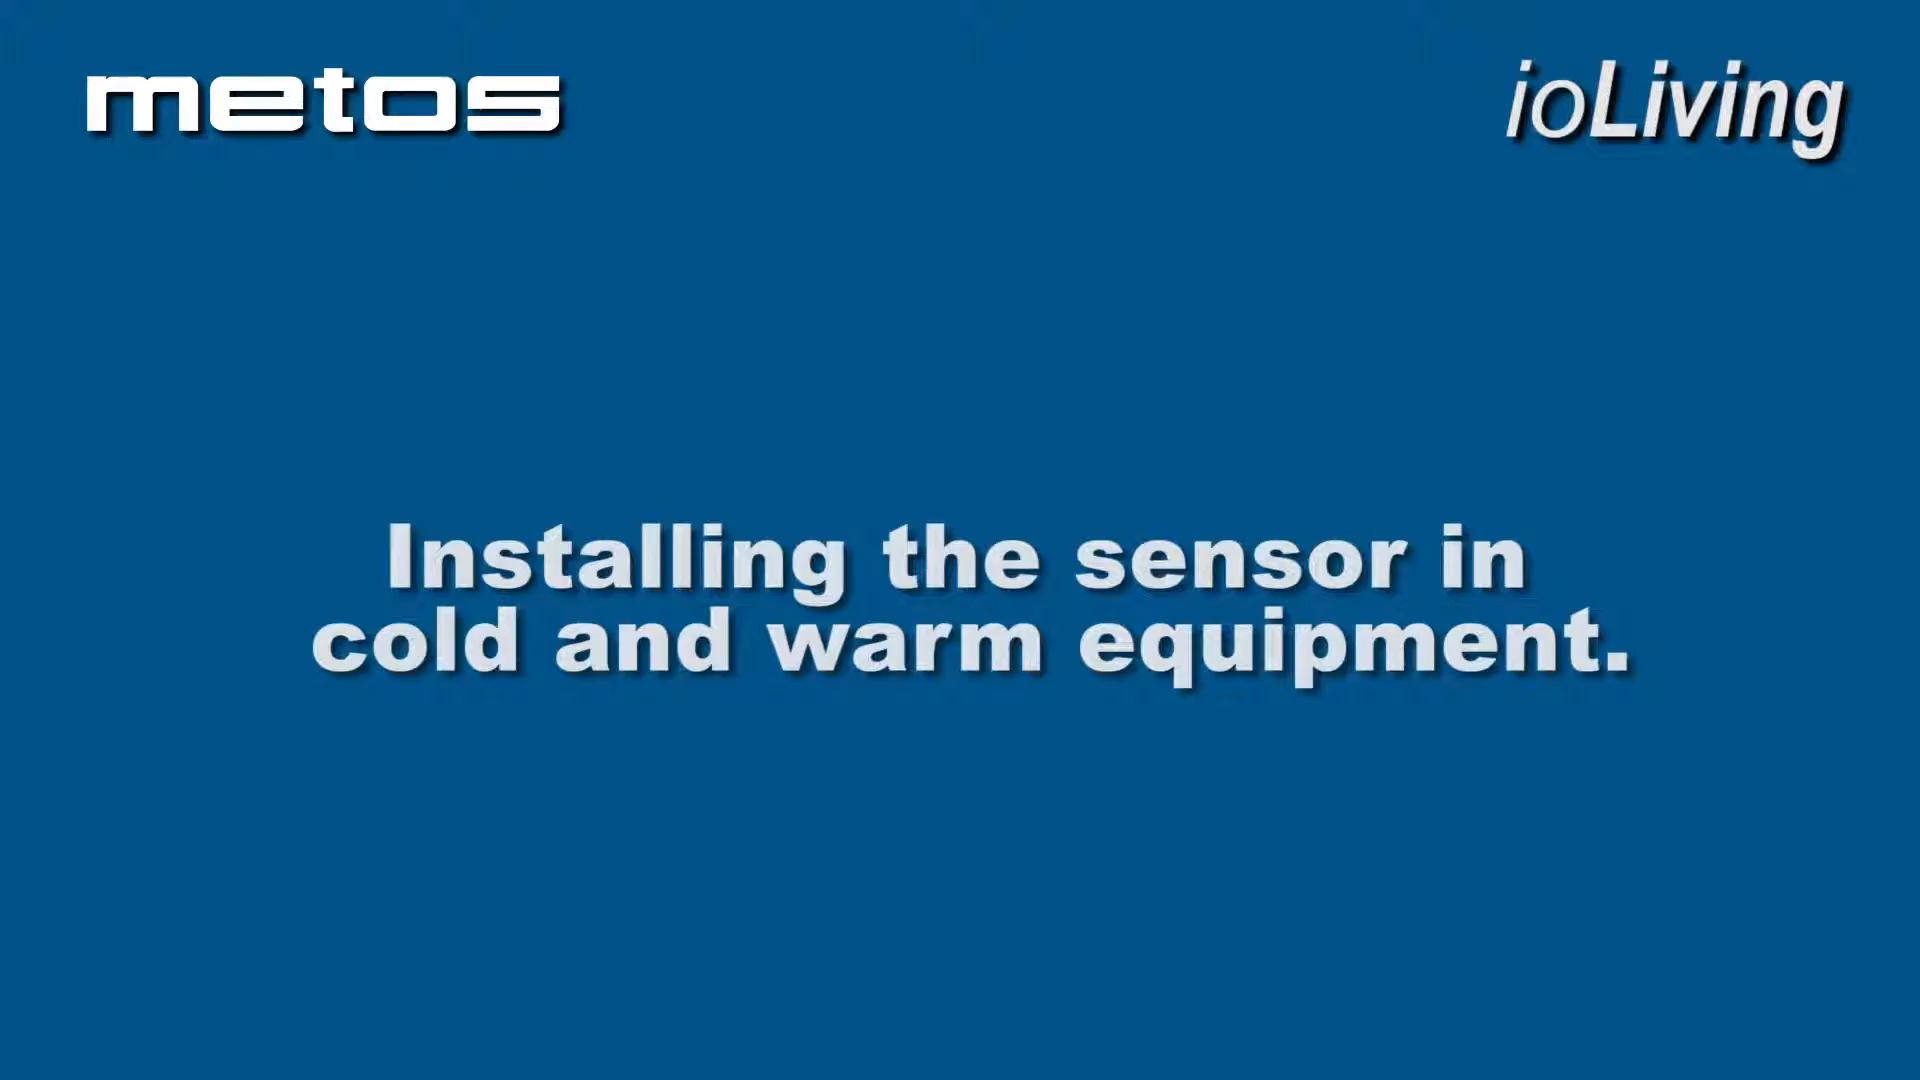 metos
ioLiving
Installing the sensor in
cold and warm equipment.